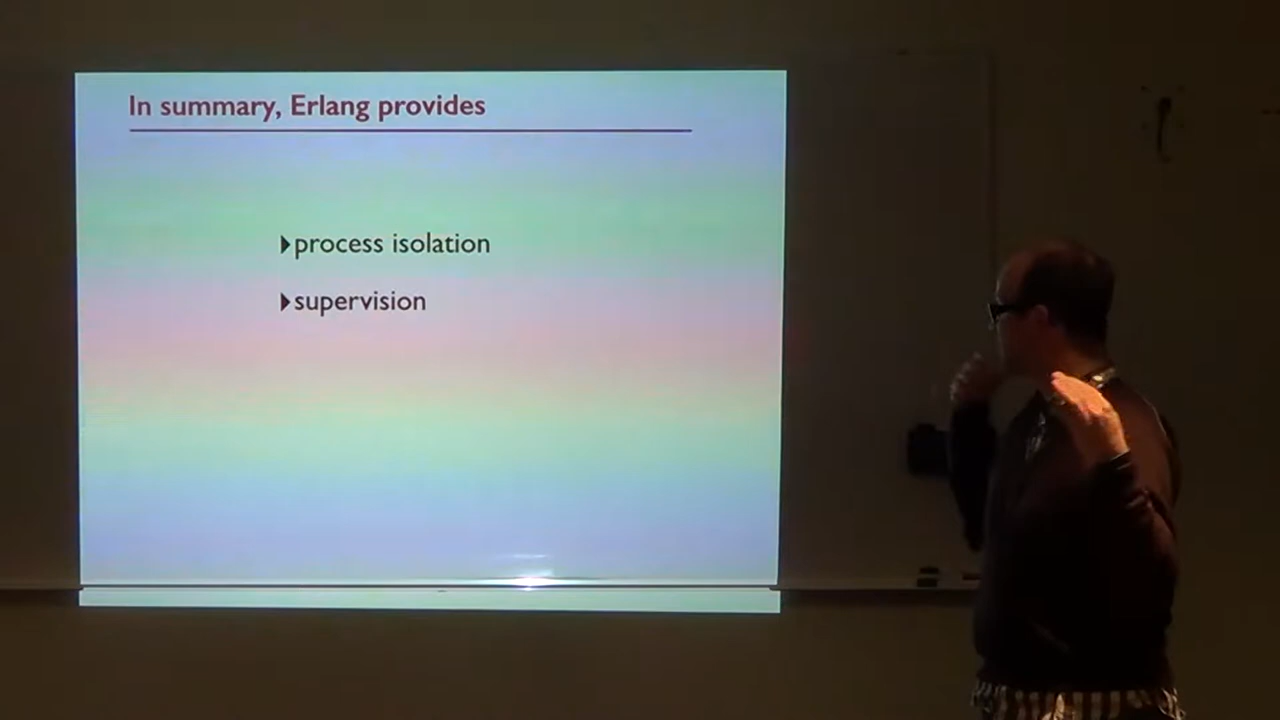 In summary, Erlang provides
process isolation
supervision